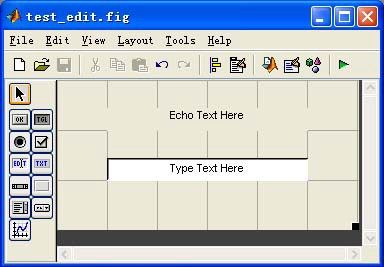 test_edit.fig
File Edit View Layout Tools Help
OK TGL
EDIT TXT
Echo Text Here
Type Text Here